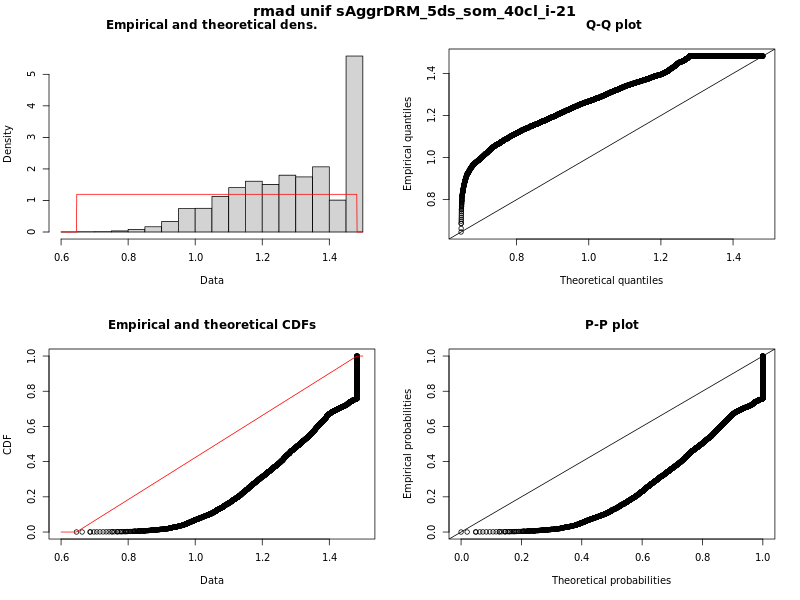 rmad unif sAggrDRM_5ds_som_40cl_i-21
Empirical and theoretical dens.
Density
0 1 2 3 4 5
0.6 0.8 1.0 1.2 1.4
Data
Q-Q plot
Empirical quantiles
0.8 1.0 1.2 1.4
0.8 1.0 1.2 1.4
Theoretical quantiles
Empirical and theoretical CDFs
CDF
0.0 0.2 0.4 0.6 0.8 1.0
0.6 0.8 1.0 1.2 1.4
Data
P-P plot
Empirical probabilities
0.0 0.2 0.4 0.6 0.8 1.0
0.0 0.2 0.4 0.6 0.8 1.0
Theoretical probabilities